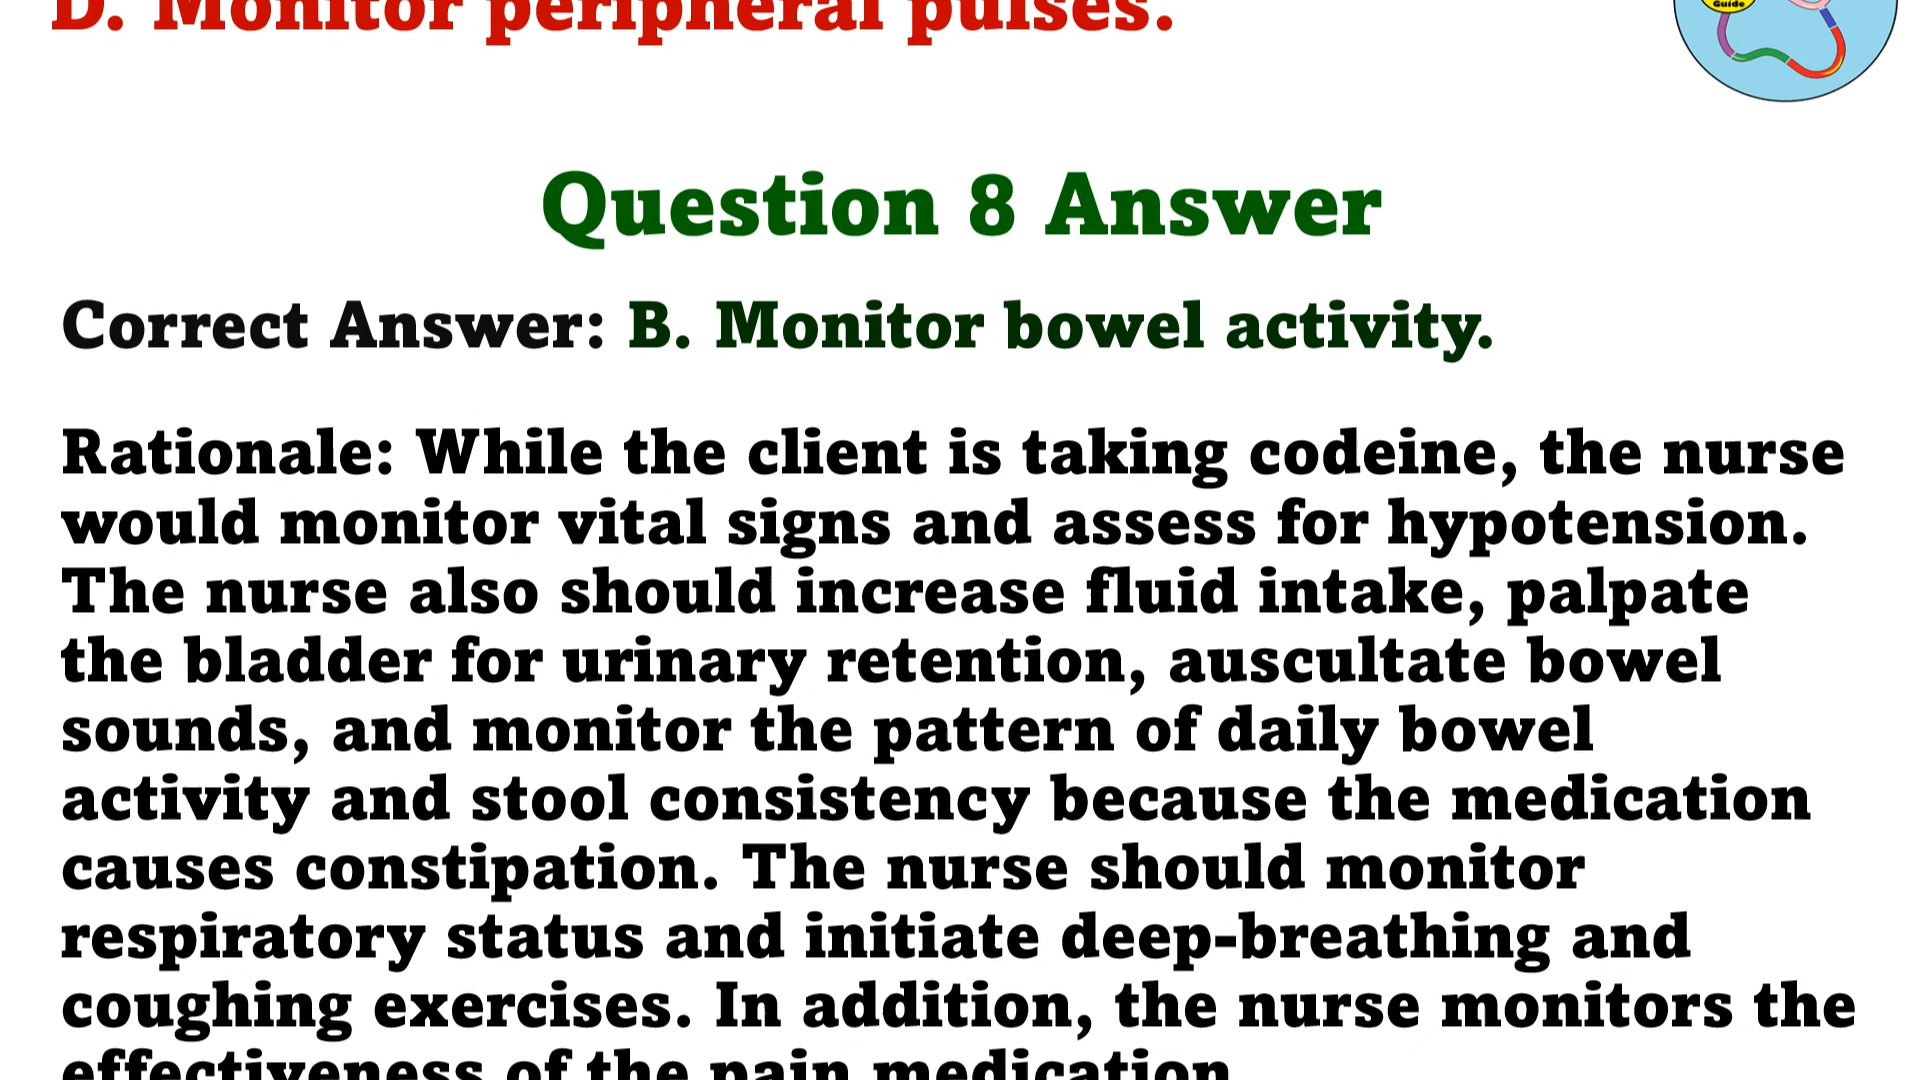 D. Monitor peripheral pulses.
Guide
Question 8 Answer
Correct Answer: B. Monitor bowel activity.
Rationale: While the client is taking codeine, the nurse
would monitor vital signs and assess for hypotension.
The nurse also should increase fluid intake, palpate
the bladder for urinary retention, auscultate bowel
sounds, and monitor the pattern of daily bowel
activity and stool consistency because the medication
causes constipation. The nurse should monitor
respiratory status and initiate deep-breathing and
coughing exercises. In addition, the nurse monitors the
effectiveness of the pain medication.